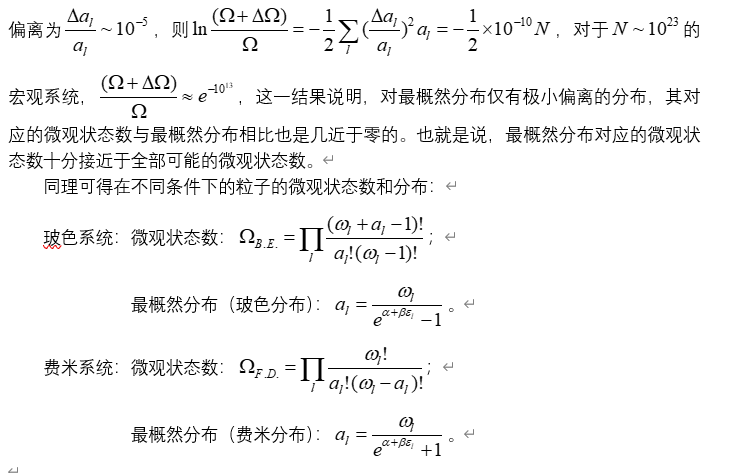 偏离为 $\frac{\Delta a_l}{a_l} \sim 10^{-5}$，则 $\ln\frac{(\Omega+\Delta\Omega)}{\Omega} = -\frac{1}{2}\sum_l (\frac{\Delta a_l}{a_l})^2 a_l = -\frac{1}{2} \times 10^{-10} N$，对于 $N \sim 10^{23}$ 的
宏观系统，$\frac{(\Omega+\Delta\Omega)}{\Omega} \approx e^{-10^{13}}$，这一结果说明，对最概然分布仅有极小偏离的分布，其对
应的微观状态数与最概然分布相比也是几近于零的。也就是说，最概然分布对应的微观状
态数十分接近于全部可能的微观状态数。
同理可得在不同条件下的粒子的微观状态数和分布：
玻色系统：微观状态数：$\Omega_{B.E.} = \prod_l \frac{(\omega_l + a_l - 1)!}{a_l!(\omega_l - 1)!}$；
最概然分布（玻色分布）：$a_l = \frac{\omega_l}{e^{\alpha+\beta\varepsilon_l} - 1}$。
费米系统：微观状态数：$\Omega_{F.D.} = \prod_l \frac{\omega_l!}{a_l!(\omega_l - a_l)!}$；
最概然分布（费米分布）：$a_l = \frac{\omega_l}{e^{\alpha+\beta\varepsilon_l} + 1}$。